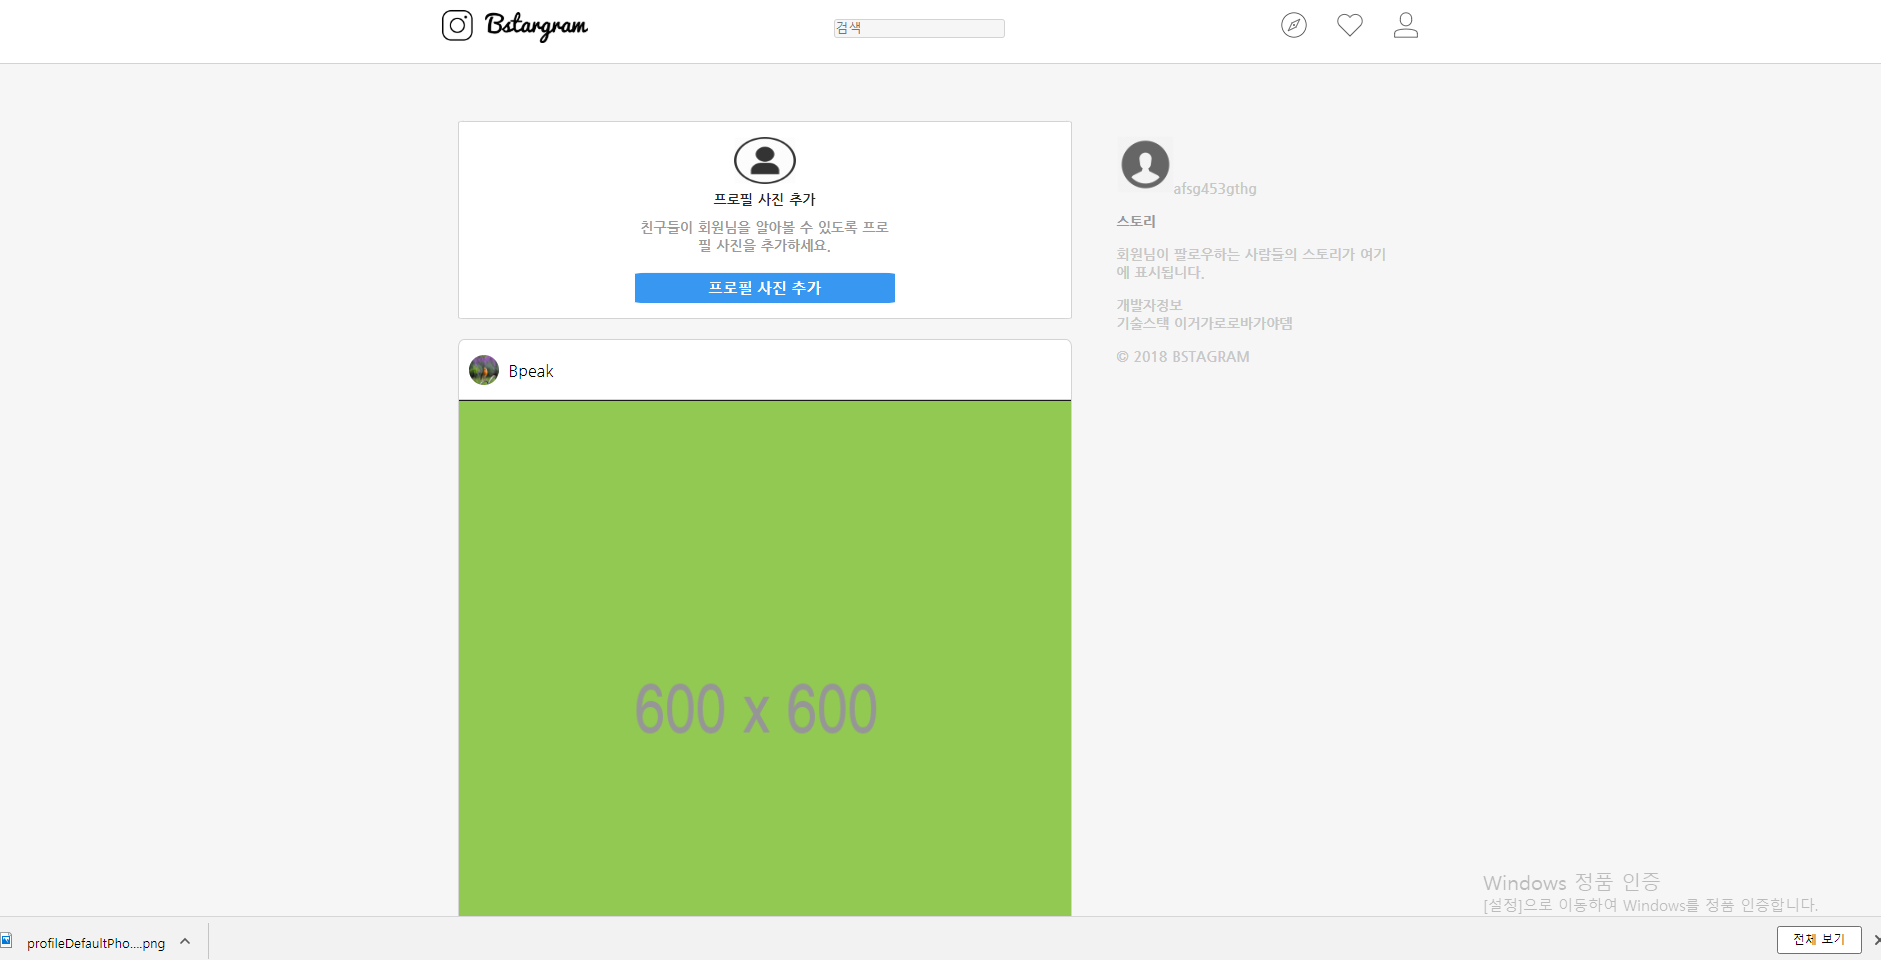 Bstargram
검색
프로필 사진 추가
친구들이 회원님을 알아볼 수 있도록 프로
필 사진을 추가하세요.
프로필 사진 추가
afsg453gthg
스토리
회원님이 팔로우하는 사람들의 스토리가 여기
에 표시됩니다.
개발자정보
기술스택 이거가로로바가야뎀
© 2018 BSTAGRAM
Bpeak
600 x 600
Windows 정품 인증
[설정]으로 이동하여 Windows를 정품 인증합니다.
profileDefaultPho....png
전체 보기